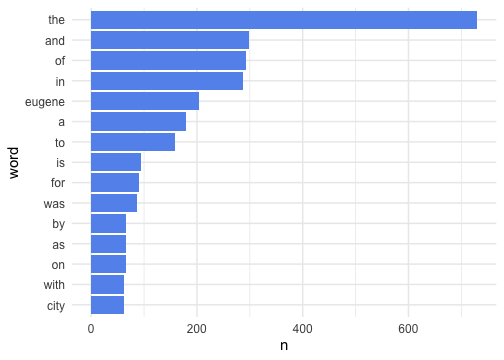 the
and
of
in
eugene
a
to
is
for
was
by
as
on
with
city
word
0 200 400 600
n